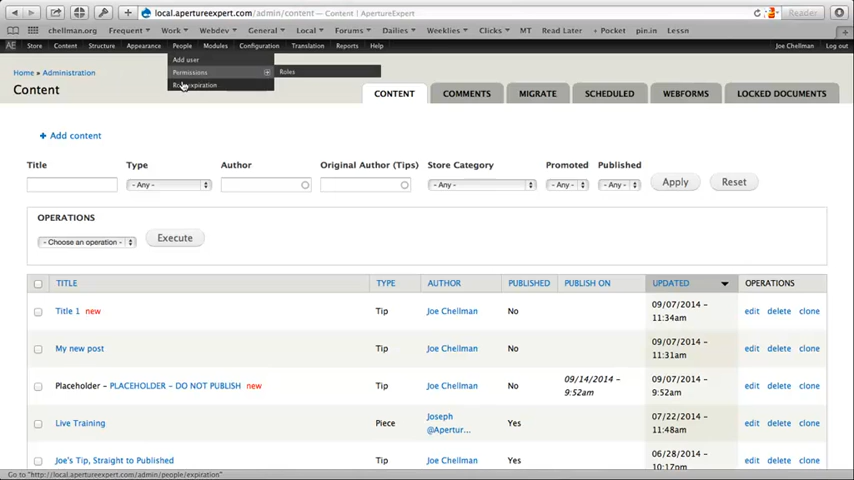 local.apertureexpert.com/admin/content — Content | ApertureExpert
Reader
chellman.org Frequent Work Webdev General Local Forums Dailies Weeklies Clicks MT Read Later + Pocket pin.in Lessn
AE Store Content Structure Appearance People Modules Configuration Translation Reports Help Joe Chellman Log out
Add user
Permissions Roles
expiration
Home » Administration
Content
CONTENT COMMENTS MIGRATE SCHEDULED WEBFORMS LOCKED DOCUMENTS
+ Add content
Title Type Author Original Author (Tips) Store Category Promoted Published
- Any - - Any - - Any - - Any - Apply Reset
OPERATIONS
- Choose an operation - Execute
TITLE TYPE AUTHOR PUBLISHED PUBLISH ON UPDATED OPERATIONS
Title 1 new Tip Joe Chellman No 09/07/2014 - 11:34am edit delete clone
My new post Tip Joe Chellman No 09/07/2014 - 11:31am edit delete clone
Placeholder - PLACEHOLDER - DO NOT PUBLISH new Tip Joe Chellman No 09/14/2014 - 9:52am 09/07/2014 - 9:52am edit delete clone
Live Training Piece Joseph @Apertur... Yes 07/22/2014 - 11:48am edit delete clone
Joe's Tip, Straight to Published Tip Joe Chellman Yes 06/28/2014 - 10:17pm edit delete clone
Go to "http://local.apertureexpert.com/admin/people/expiration"